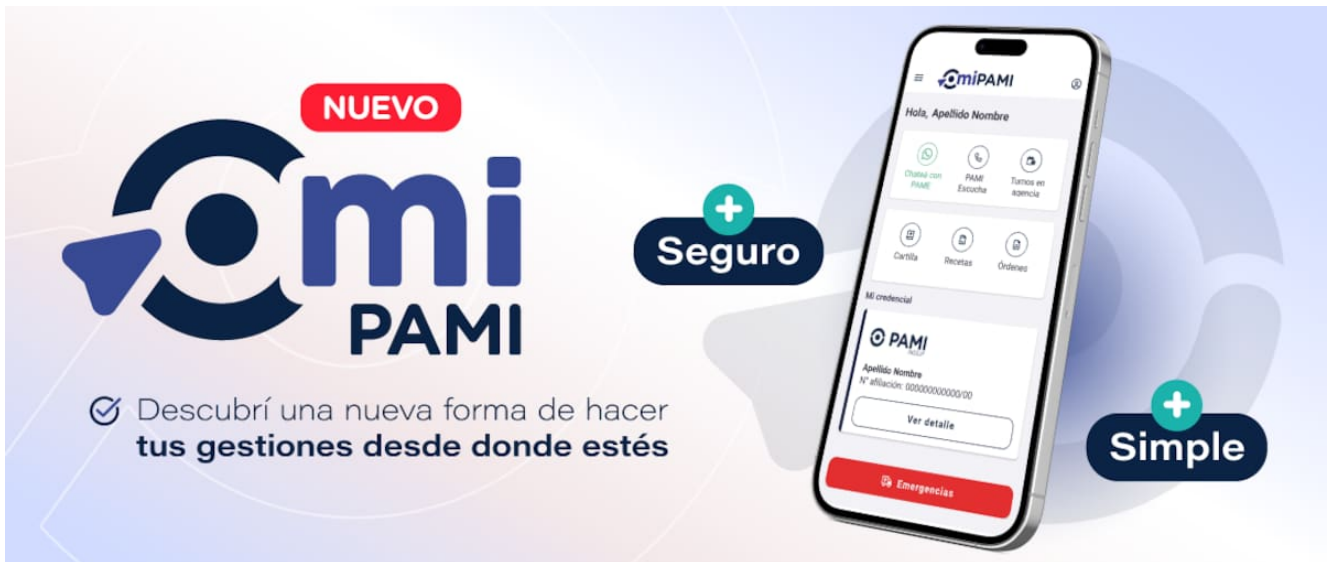 NUEVO
mi
PAMI
Descubrí una nueva forma de hacer
tus gestiones desde donde estés
+
Seguro
miPAMI
Hola, Apellido Nombre
Chateá con
PAMI
PAMI
Escucha
Turnos en
agencia
Cartilla
Recetas
Órdenes
Mi credencial
PAMI
INSSJP
Apellido Nombre
N° afiliación: 000000000000/00
Ver detalle
Emergencias
+
Simple